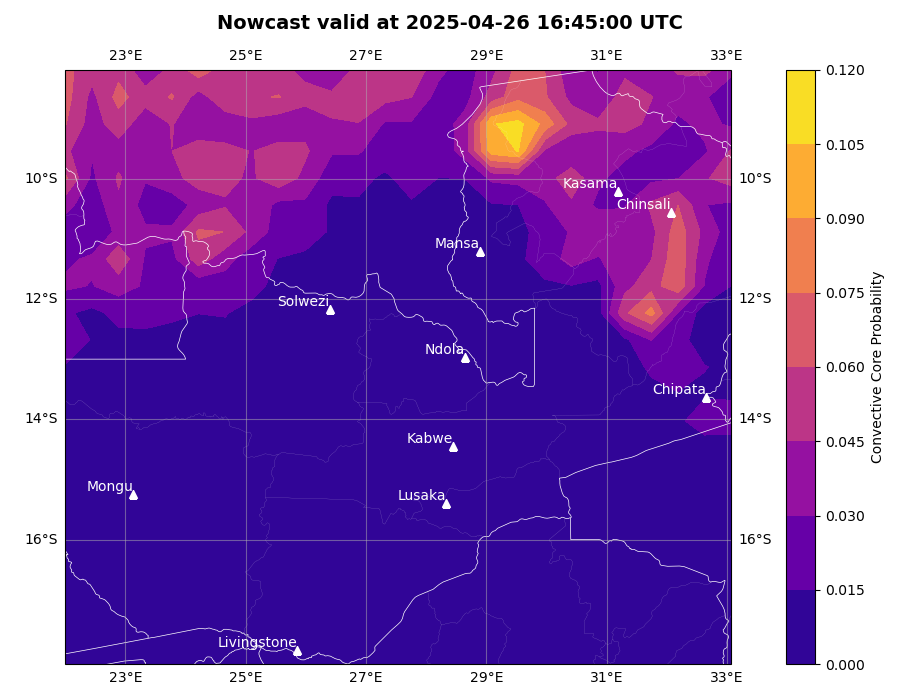 Nowcast valid at 2025-04-26 16:45:00 UTC
23°E 25°E 27°E 29°E 31°E 33°E
0.120
0.105
10°S Kasama 10°S
Chinsali
0.090
Mansa
12°S Solwezi 12°S
0.075
Ndola
0.060
Chipata
14°S 14°S
Kabwe
0.045
Mongu
Lusaka
0.030
16°S 16°S
0.015
Livingstone
0.000
23°E 25°E 27°E 29°E 31°E 33°E
Convective Core Probability